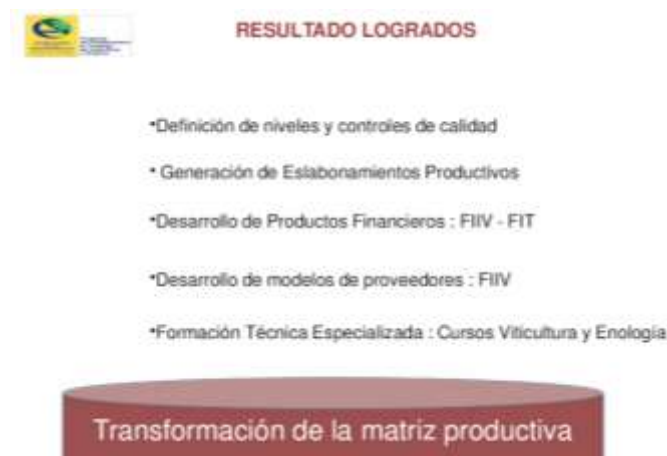 RESULTADO LOGRADOS
*Definición de niveles y controles de calidad
* Generación de Eslabonamientos Productivos
*Desarrollo de Productos Financieros : FIIV - FIT
*Desarrollo de modelos de proveedores : FIIV
*Formación Técnica Especializada : Cursos Viticultura y Enología
Transformación de la matriz productiva